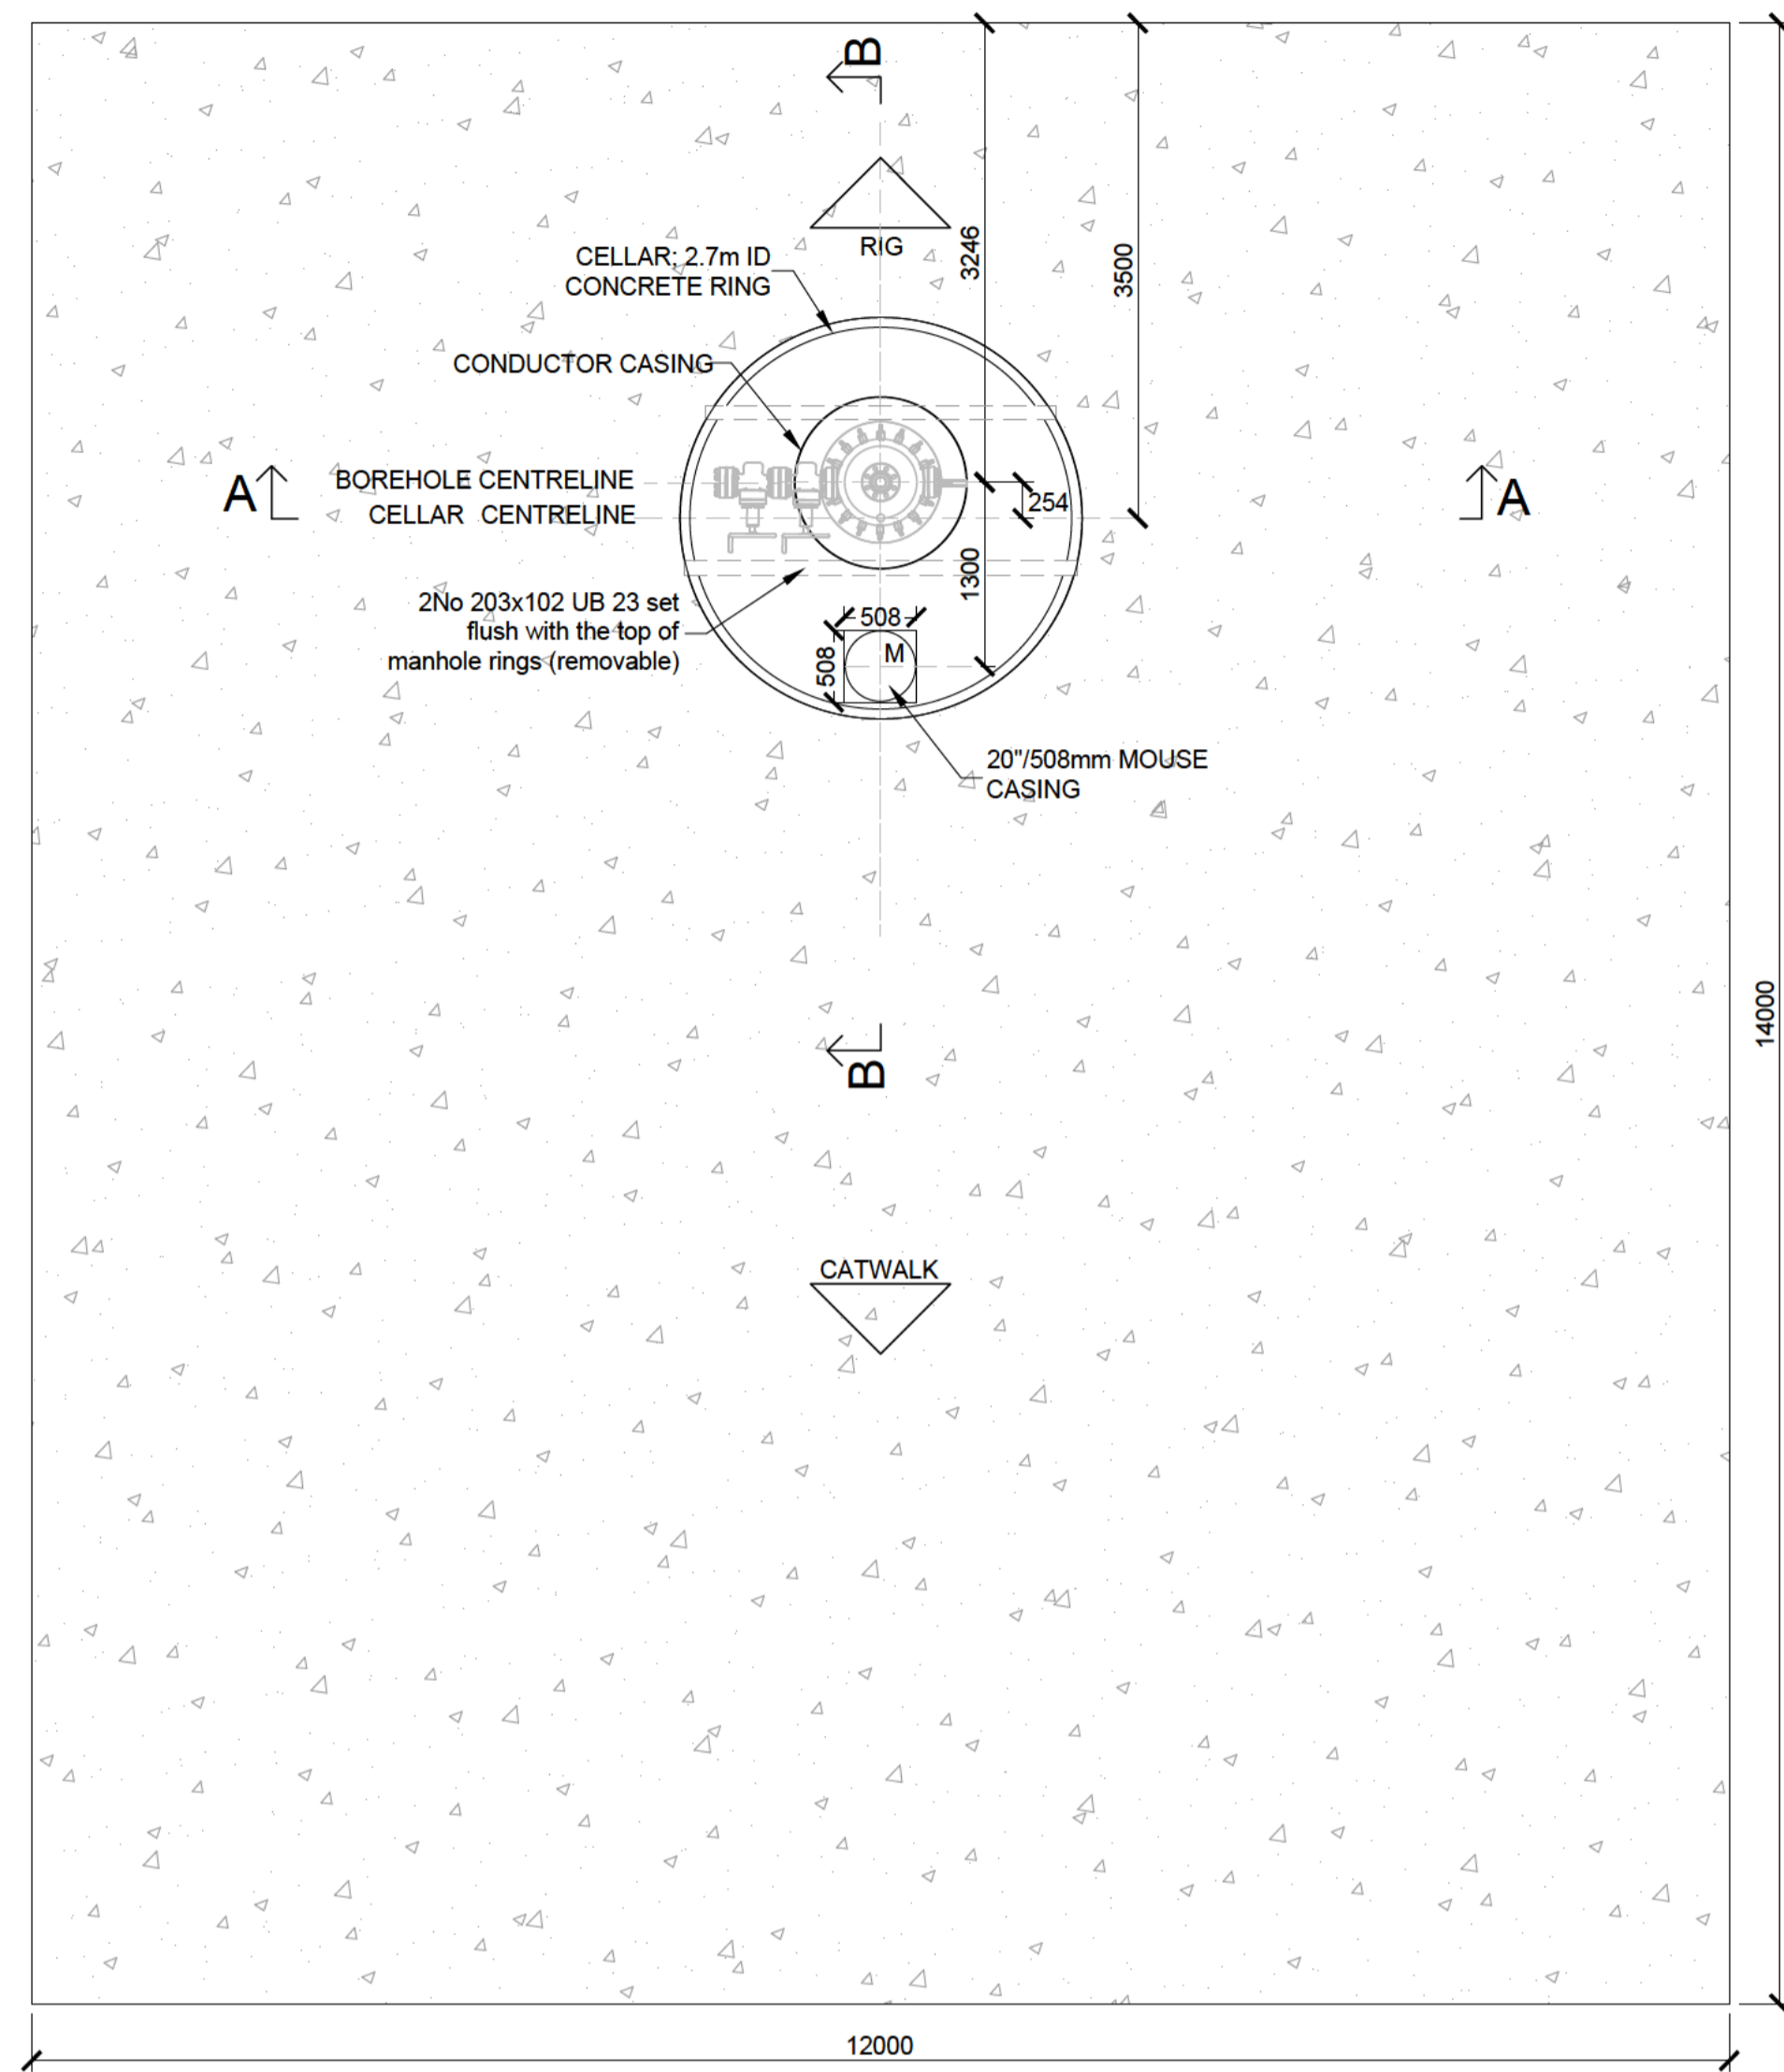 B
RIG
3246
3500
CELLAR; 2.7m ID
CONCRETE RING
CONDUCTOR CASING
A
BOREHOLE CENTRELINE
CELLAR CENTRELINE
254
A
1300
2No 203x102 UB 23 set
flush with the top of
manhole rings (removable)
508
508
M
20"/508mm MOUSE
CASING
14000
B
CATWALK
12000